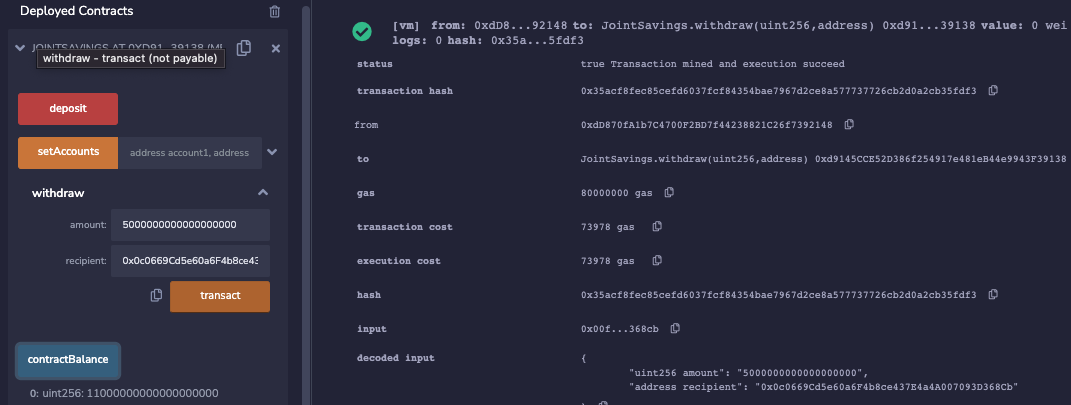 Deployed Contracts
JOINTSAVINGS AT 0XD91...39138 (ME
withdraw - transact (not payable)
deposit
setAccounts
address account1, address
withdraw
amount:
5000000000000000000
recipient:
0x0c0669Cd5e60a6F4b8ce43
transact
contractBalance
0: uint256: 11000000000000000000
[vm] from: 0xdD8...92148 to: JointSavings.withdraw(uint256,address) 0xd91...39138 value: 0 wei
logs: 0 hash: 0x35a...5fdf3
status true Transaction mined and execution succeed
transaction hash 0x35acf8fec85cefd6037fcf84354bae7967d2ce8a577737726cb2d0a2cb35fdf3
from 0xdD870fA1b7C4700F2BD7f44238821C26f7392148
to JointSavings.withdraw(uint256,address) 0xd9145CCE52D386f254917e481eB44e9943F39138
gas 80000000 gas
transaction cost 73978 gas
execution cost 73978 gas
hash 0x35acf8fec85cefd6037fcf84354bae7967d2ce8a577737726cb2d0a2cb35fdf3
input 0x00f...368cb
decoded input {
"uint256 amount": "5000000000000000000",
"address recipient": "0x0c0669Cd5e60a6F4b8ce437E4a4A007093D368Cb"
}